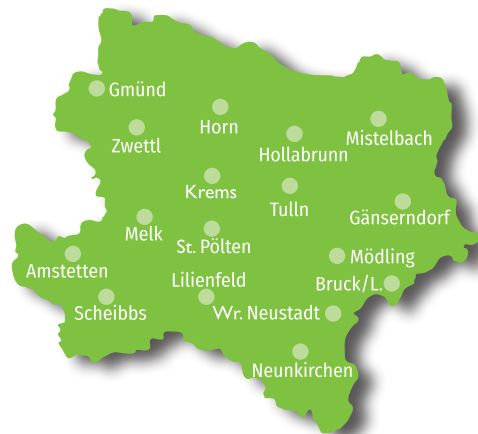 Gmünd
Horn
Mistelbach
Zwettl
Hollabrunn
Krems
Tulln
Gänserndorf
Melk
St. Pölten
Mödling
Amstetten
Lilienfeld
Bruck/L.
Scheibbs
Wr. Neustadt
Neunkirchen